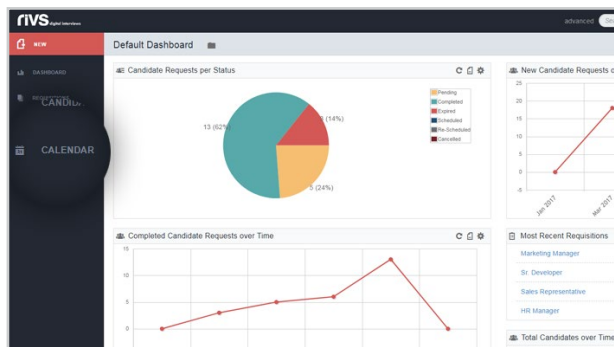 rivs digital interviews
advanced
NEW
Default Dashboard
DASHBOARD
CALENDAR
Candidate Requests per Status
13 (62%)
(14%)
5 (24%)
Pending
Completed
Expired
Scheduled
Re-Scheduled
Cancelled
New Candidate Requests
25
20
15
10
5
0
-5
Jan 2017
Mar 2017
Completed Candidate Requests over Time
15
10
5
0
Most Recent Requisitions
Marketing Manager
Sr. Developer
Sales Representative
HR Manager
Total Candidates over Time